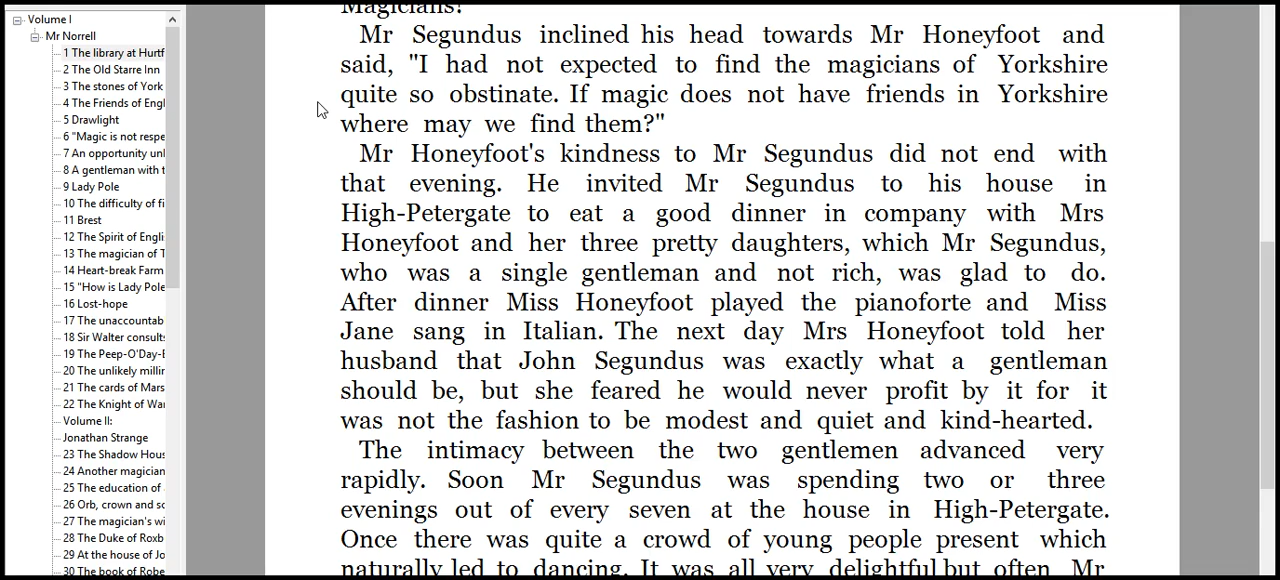 Volume I
Mr Norrell
1 The library at Hurtf
2 The Old Starre Inn
3 The stones of York
4 The Friends of Engl
5 Drawlight
6 "Magic is not respe
7 An opportunity unl
8 A gentleman with t
9 Lady Pole
10 The difficulty of fi
11 Brest
12 The Spirit of Engli
13 The magician of T
14 Heart-break Farm
15 "How is Lady Pole
16 Lost-hope
17 The unaccountab
18 Sir Walter consults
19 The Peep-O'Day-B
20 The unlikely millin
21 The cards of Mars
22 The Knight of Wan
Volume II:
Jonathan Strange
23 The Shadow Hous
24 Another magician
25 The education of
26 Orb, crown and sc
27 The magician's wi
28 The Duke of Roxb
29 At the house of Jo
30 The book of Robe
Magicians!
Mr Segundus inclined his head towards Mr Honeyfoot and
said, "I had not expected to find the magicians of Yorkshire
quite so obstinate. If magic does not have friends in Yorkshire
where may we find them?"
Mr Honeyfoot's kindness to Mr Segundus did not end with
that evening. He invited Mr Segundus to his house in
High-Petergate to eat a good dinner in company with Mrs
Honeyfoot and her three pretty daughters, which Mr Segundus,
who was a single gentleman and not rich, was glad to do.
After dinner Miss Honeyfoot played the pianoforte and Miss
Jane sang in Italian. The next day Mrs Honeyfoot told her
husband that John Segundus was exactly what a gentleman
should be, but she feared he would never profit by it for it
was not the fashion to be modest and quiet and kind-hearted.
The intimacy between the two gentlemen advanced very
rapidly. Soon Mr Segundus was spending two or three
evenings out of every seven at the house in High-Petergate.
Once there was quite a crowd of young people present which
naturally led to dancing. It was all very delightful but often Mr